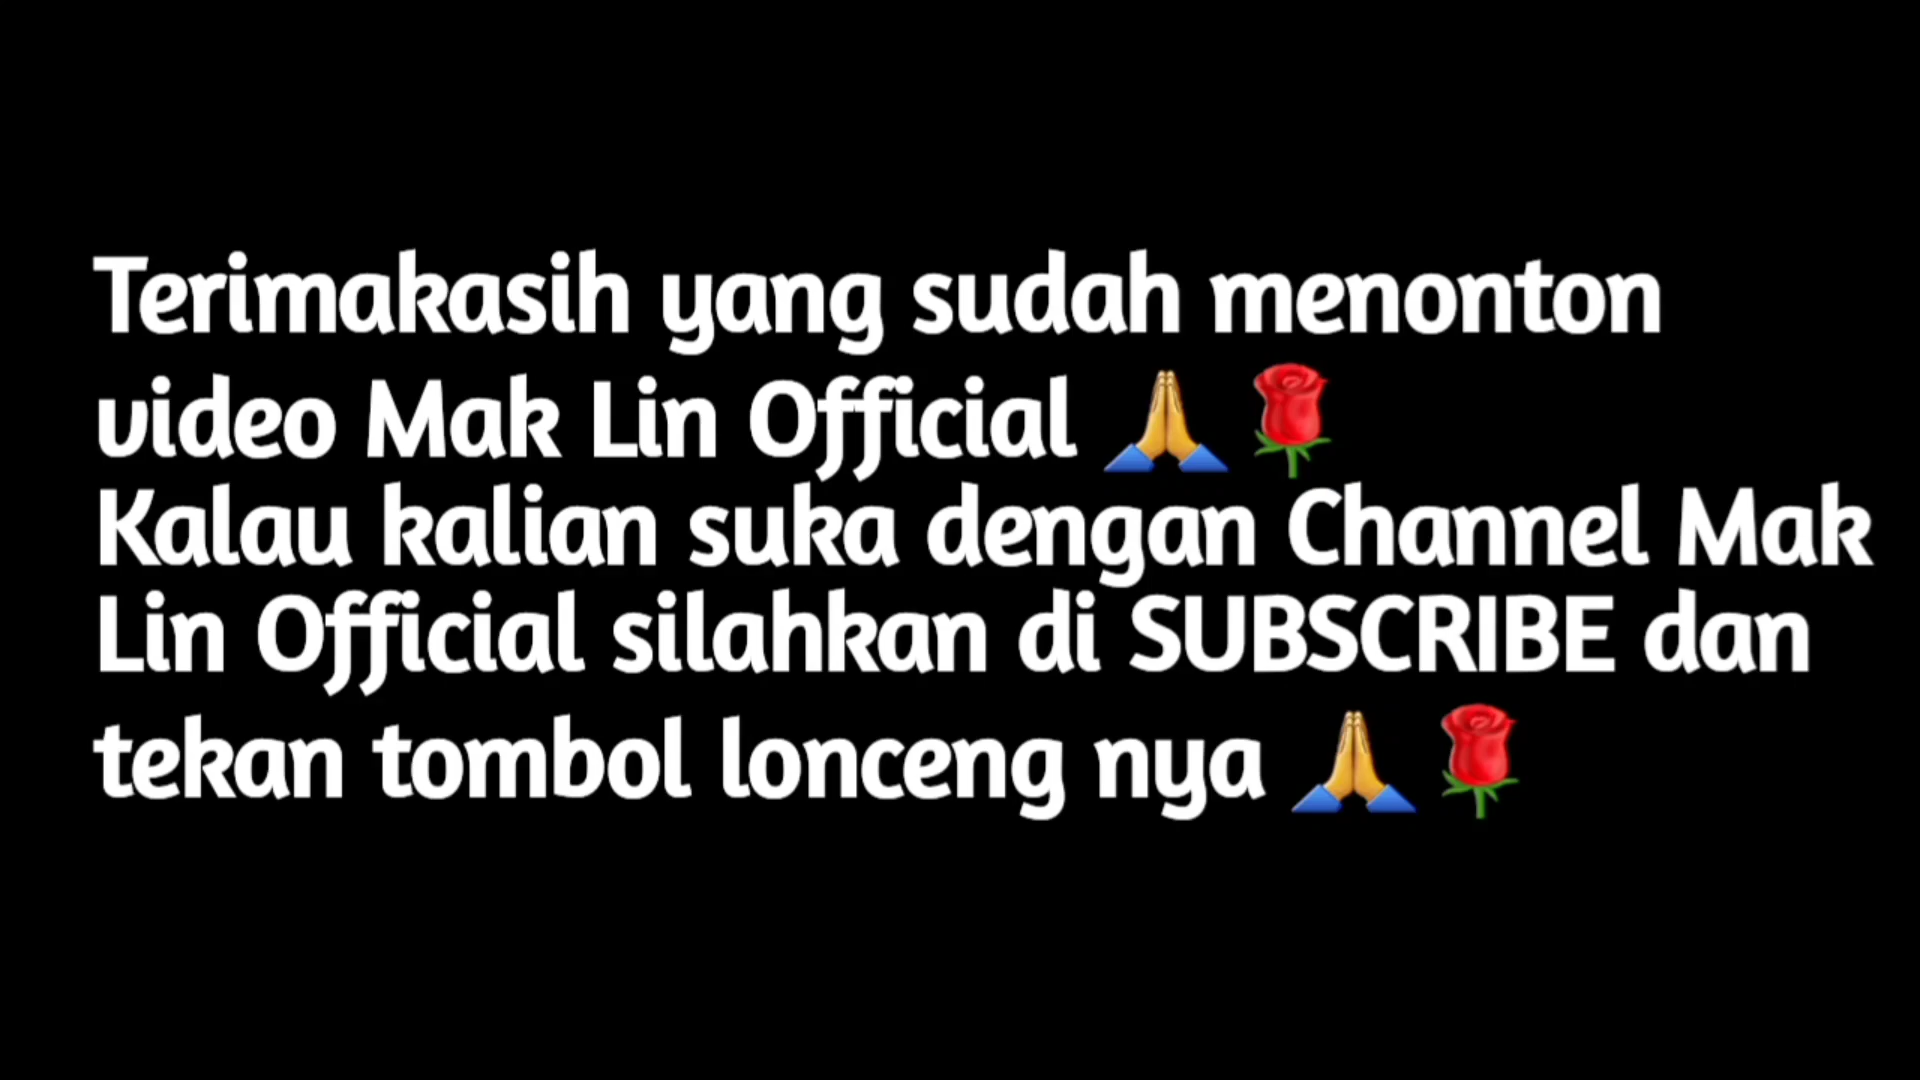 Terimakasih yang sudah menonton
video Mak Lin Official 🙏🌹
Kalau kalian suka dengan Channel Mak
Lin Official silahkan di SUBSCRIBE dan
tekan tombol lonceng nya 🙏🌹